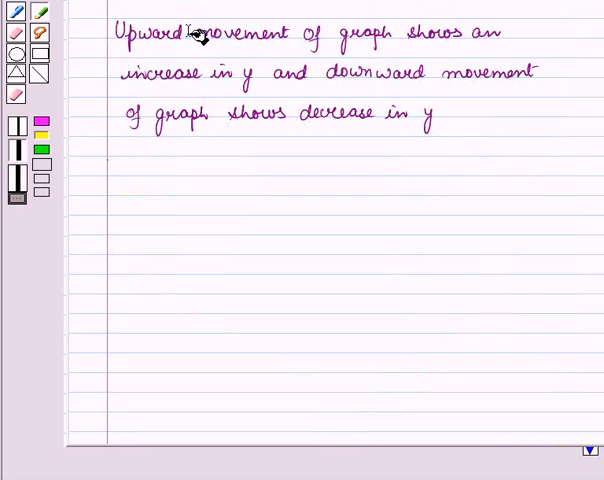 Upward movement of graph shows an
increase in y and downward movement
of graph shows decrease in y